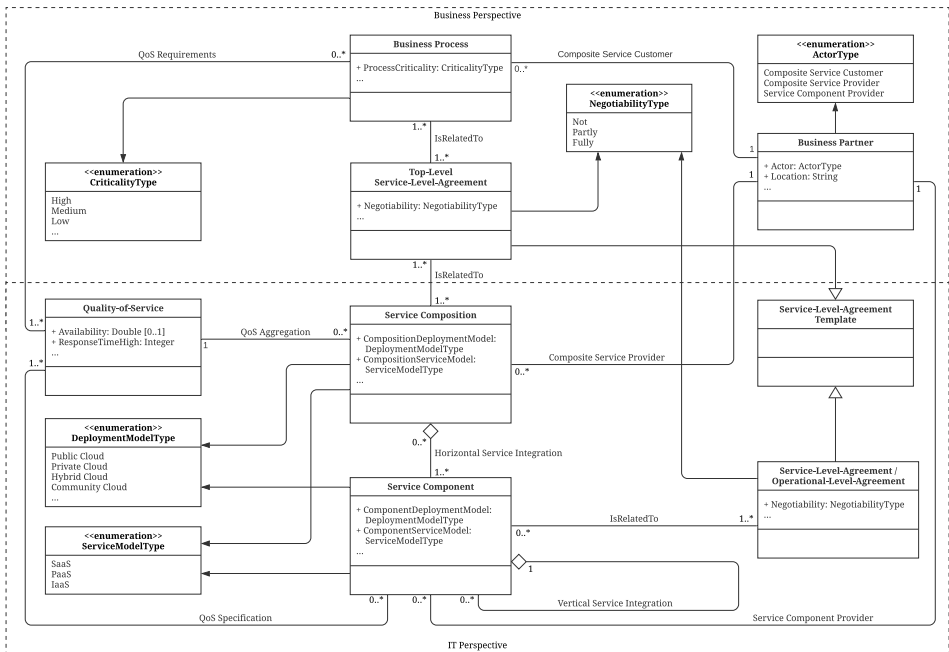 Business Perspective
QoS Requirements
0..*
Business Process
+ ProcessCriticality: CriticalityType
...
0..*
Composite Service Customer
1
<<enumeration>>
ActorType
Composite Service Customer
Composite Service Provider
Service Component Provider
<<enumeration>>
NegotiabilityType
Not
Partly
Fully
1..*
IsRelatedTo
1..*
Business Partner
+ Actor: ActorType
+ Location: String
...
1
1
<<enumeration>>
CriticalityType
High
Medium
Low
...
Top-Level
Service-Level-Agreement
+ Negotiability: NegotiabilityType
...
1..*
IsRelatedTo
1..*
Quality-of-Service
+ Availability: Double [0..1]
+ ResponseTimeHigh: Integer
...
1..*
1..*
1
QoS Aggregation
0..*
Service Composition
+ CompositionDeploymentModel:
DeploymentModelType
+ CompositionServiceModel:
ServiceModelType
...
Composite Service Provider
0..*
Service-Level-Agreement
Template
<<enumeration>>
DeploymentModelType
Public Cloud
Private Cloud
Hybrid Cloud
Community Cloud
...
0..*
Horizontal Service Integration
1..*
Service Component
+ ComponentDeploymentModel:
DeploymentModelType
+ ComponentServiceModel:
ServiceModelType
...
Service-Level-Agreement /
Operational-Level-Agreement
+ Negotiability: NegotiabilityType
...
IsRelatedTo
0..*
1..*
<<enumeration>>
ServiceModelType
SaaS
PaaS
IaaS
1
0..*
0..*
0..*
Vertical Service Integration
QoS Specification
Service Component Provider
IT Perspective